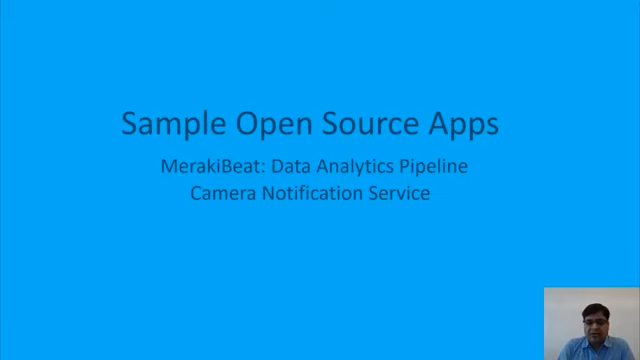 Sample Open Source Apps
MerakiBeat: Data Analytics Pipeline
Camera Notification Service